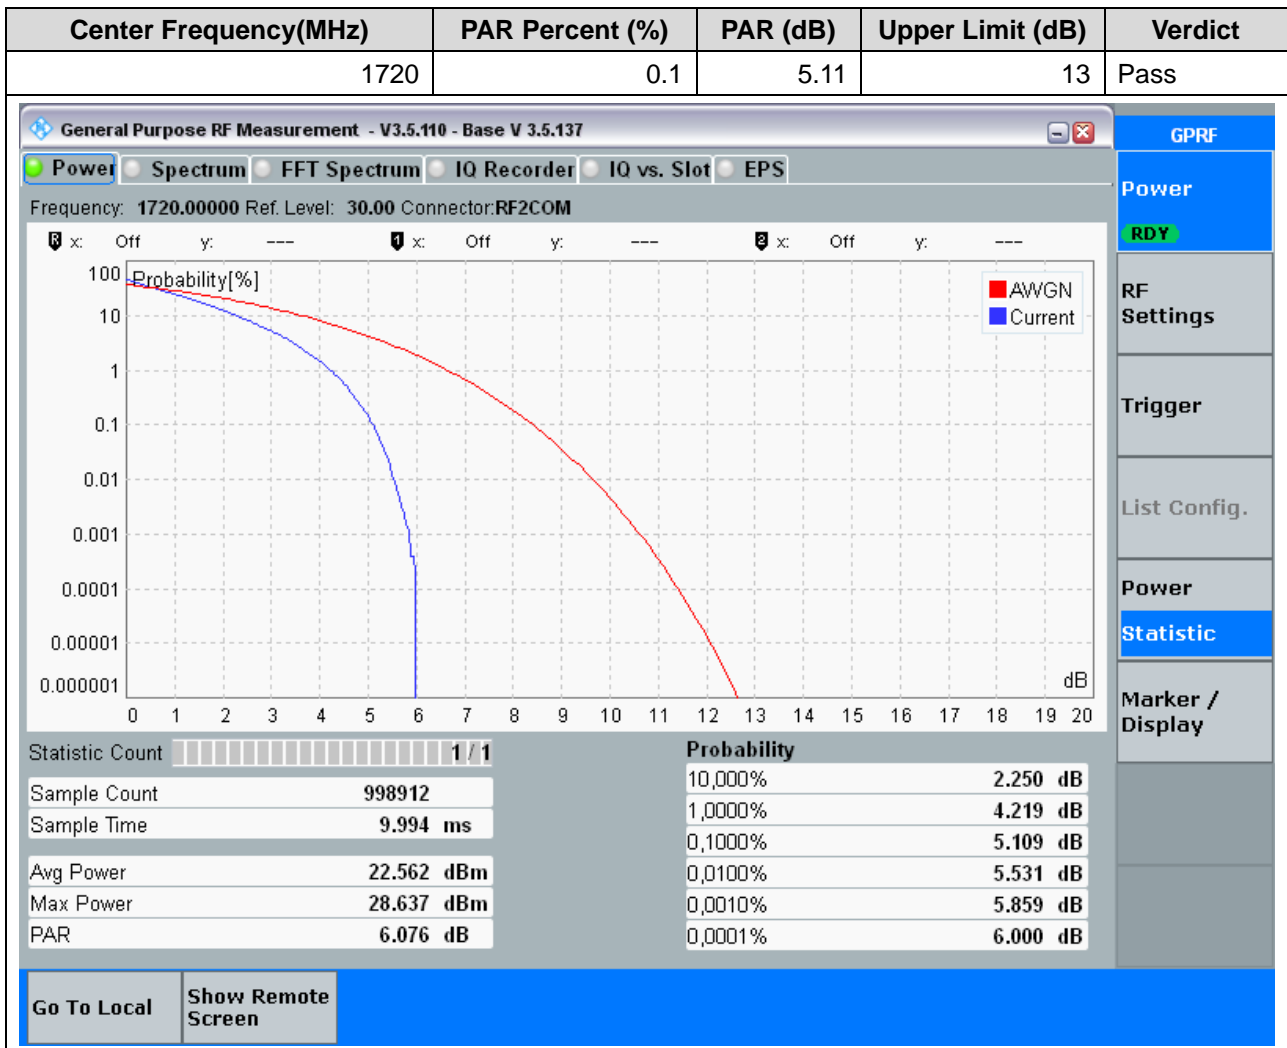 Center Frequency(MHz) PAR Percent (%) PAR (dB) Upper Limit (dB) Verdict
1720 0.1 5.11 13 Pass
General Purpose RF Measurement - V3.5.110 - Base V 3.5.137
GPRF
Power Spectrum FFT Spectrum IQ Recorder IQ vs. Slot EPS
Frequency: 1720.00000 Ref. Level: 30.00 Connector:RF2COM
R x: Off y: --- 1 x: Off y: --- 2 x: Off y: ---
Probability[%]
AWGN
Current
100
10
1
0.1
0.01
0.001
0.0001
0.00001
0.000001
dB
0 1 2 3 4 5 6 7 8 9 10 11 12 13 14 15 16 17 18 19 20
Statistic Count 1 / 1
Sample Count 998912
Sample Time 9.994 ms
Avg Power 22.562 dBm
Max Power 28.637 dBm
PAR 6.076 dB
Probability
10,000% 2.250 dB
1,0000% 4.219 dB
0,1000% 5.109 dB
0,0100% 5.531 dB
0,0010% 5.859 dB
0,0001% 6.000 dB
Power
RDY
RF
Settings
Trigger
List Config.
Power
Statistic
Marker /
Display
Go To Local
Show Remote
Screen